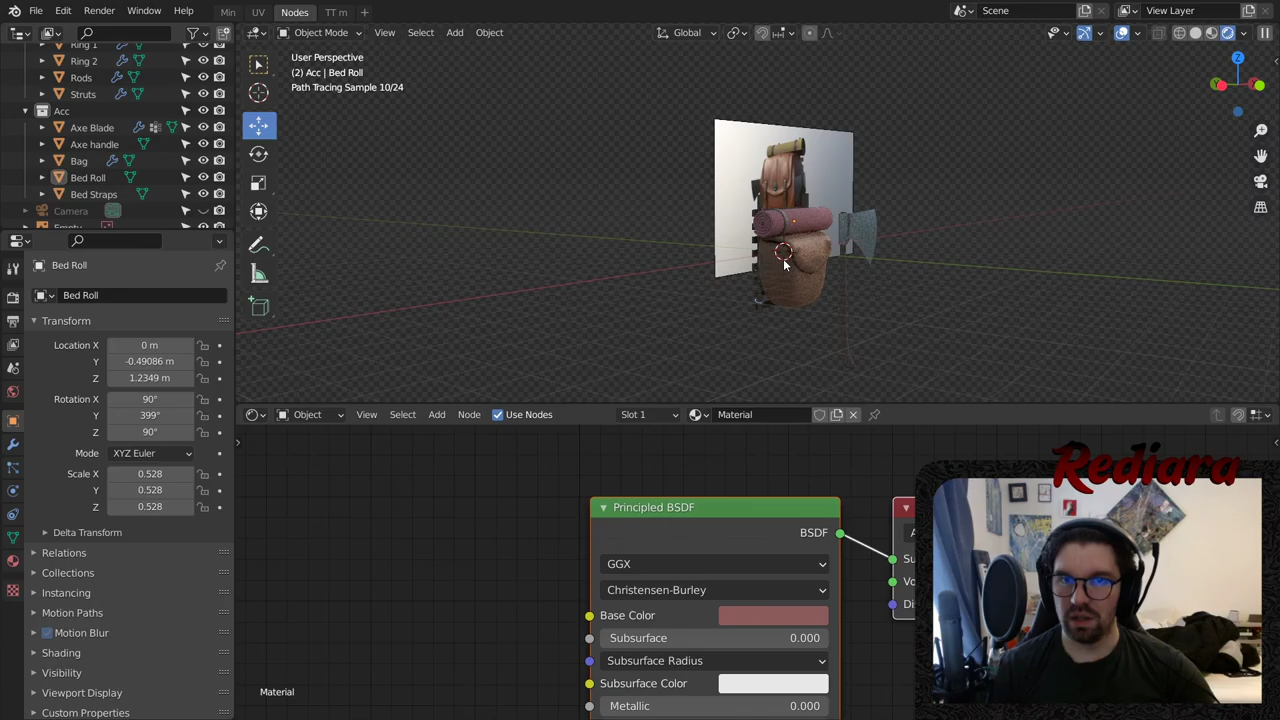 File Edit Render Window Help Min UV Nodes TT m Scene View Layer
Object Mode View Select Add Object Global
Ring 1
Ring 2
Rods
Struts
Acc
Axe Blade
Axe handle
Bag
Bed Roll
Bed Straps
Camera
User Perspective
(2) Acc | Bed Roll
Path Tracing Sample 10/24
Bed Roll
Bed Roll
Transform
Location X 0 m
Y -0.49086 m
Z 1.2349 m
Rotation X 90°
Y 399°
Z 90°
Mode XYZ Euler
Scale X 0.528
Y 0.528
Z 0.528
Delta Transform
Relations
Collections
Instancing
Motion Paths
Motion Blur
Shading
Visibility
Viewport Display
Custom Properties
Object View Select Add Node Use Nodes Slot 1 Material
Principled BSDF
BSDF
GGX
Christensen-Burley
Base Color
Subsurface 0.000
Subsurface Radius
Subsurface Color
Metallic 0.000
Material
Rediara
Z